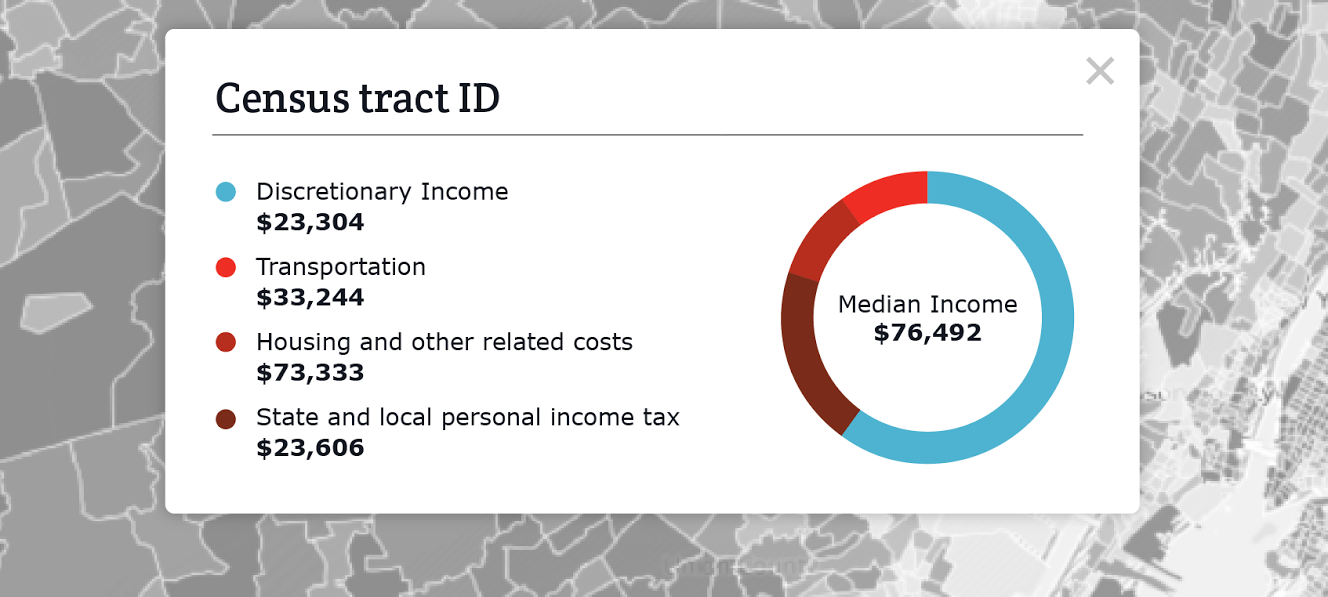 Census tract ID
Discretionary Income
$23,304
Transportation
$33,244
Housing and other related costs
$73,333
State and local personal income tax
$23,606
Median Income
$76,492